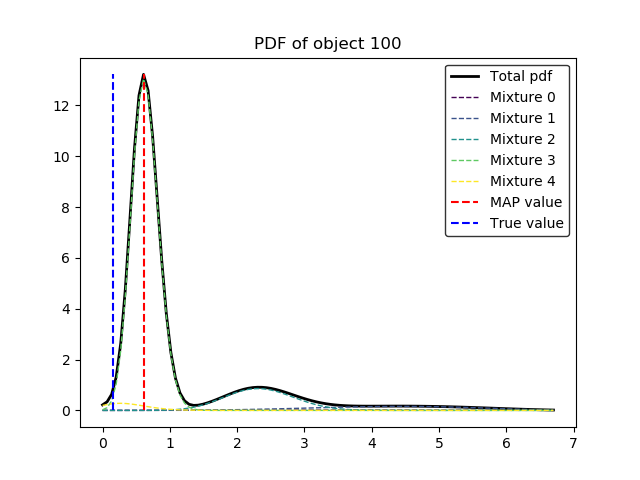 PDF of object 100
Total pdf
Mixture 0
Mixture 1
Mixture 2
Mixture 3
Mixture 4
MAP value
True value
12
10
8
6
4
2
0
0 1 2 3 4 5 6 7